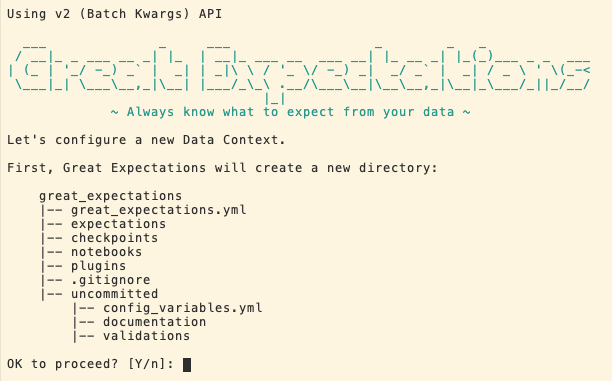 Using v2 (Batch Kwargs) API
Great Expectations
~ Always know what to expect from your data ~
Let's configure a new Data Context.
First, Great Expectations will create a new directory:
great_expectations
|-- great_expectations.yml
|-- expectations
|-- checkpoints
|-- notebooks
|-- plugins
|-- .gitignore
|-- uncommitted
|-- config_variables.yml
|-- documentation
|-- validations
OK to proceed? [Y/n]: